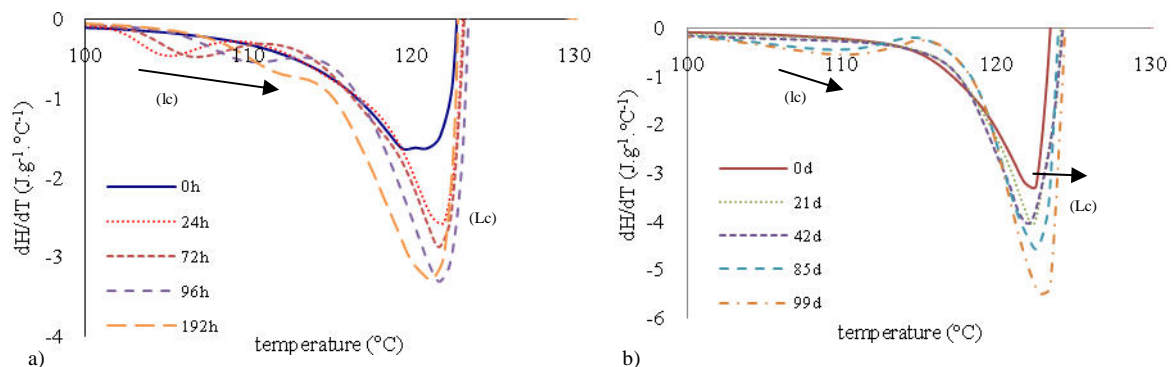 0
100
110
120
130
-1
-2
-3
-4
dH/dT (J.g⁻¹.°C⁻¹)
(Ic)
(Lc)
0h
24h
72h
96h
192h
temperature (°C)
a)
0
100
110
120
130
-1
-2
-3
-4
-5
-6
dH/dT (J.g⁻¹.°C⁻¹)
(Ic)
(Lc)
0d
21d
42d
85d
99d
temperature (°C)
b)